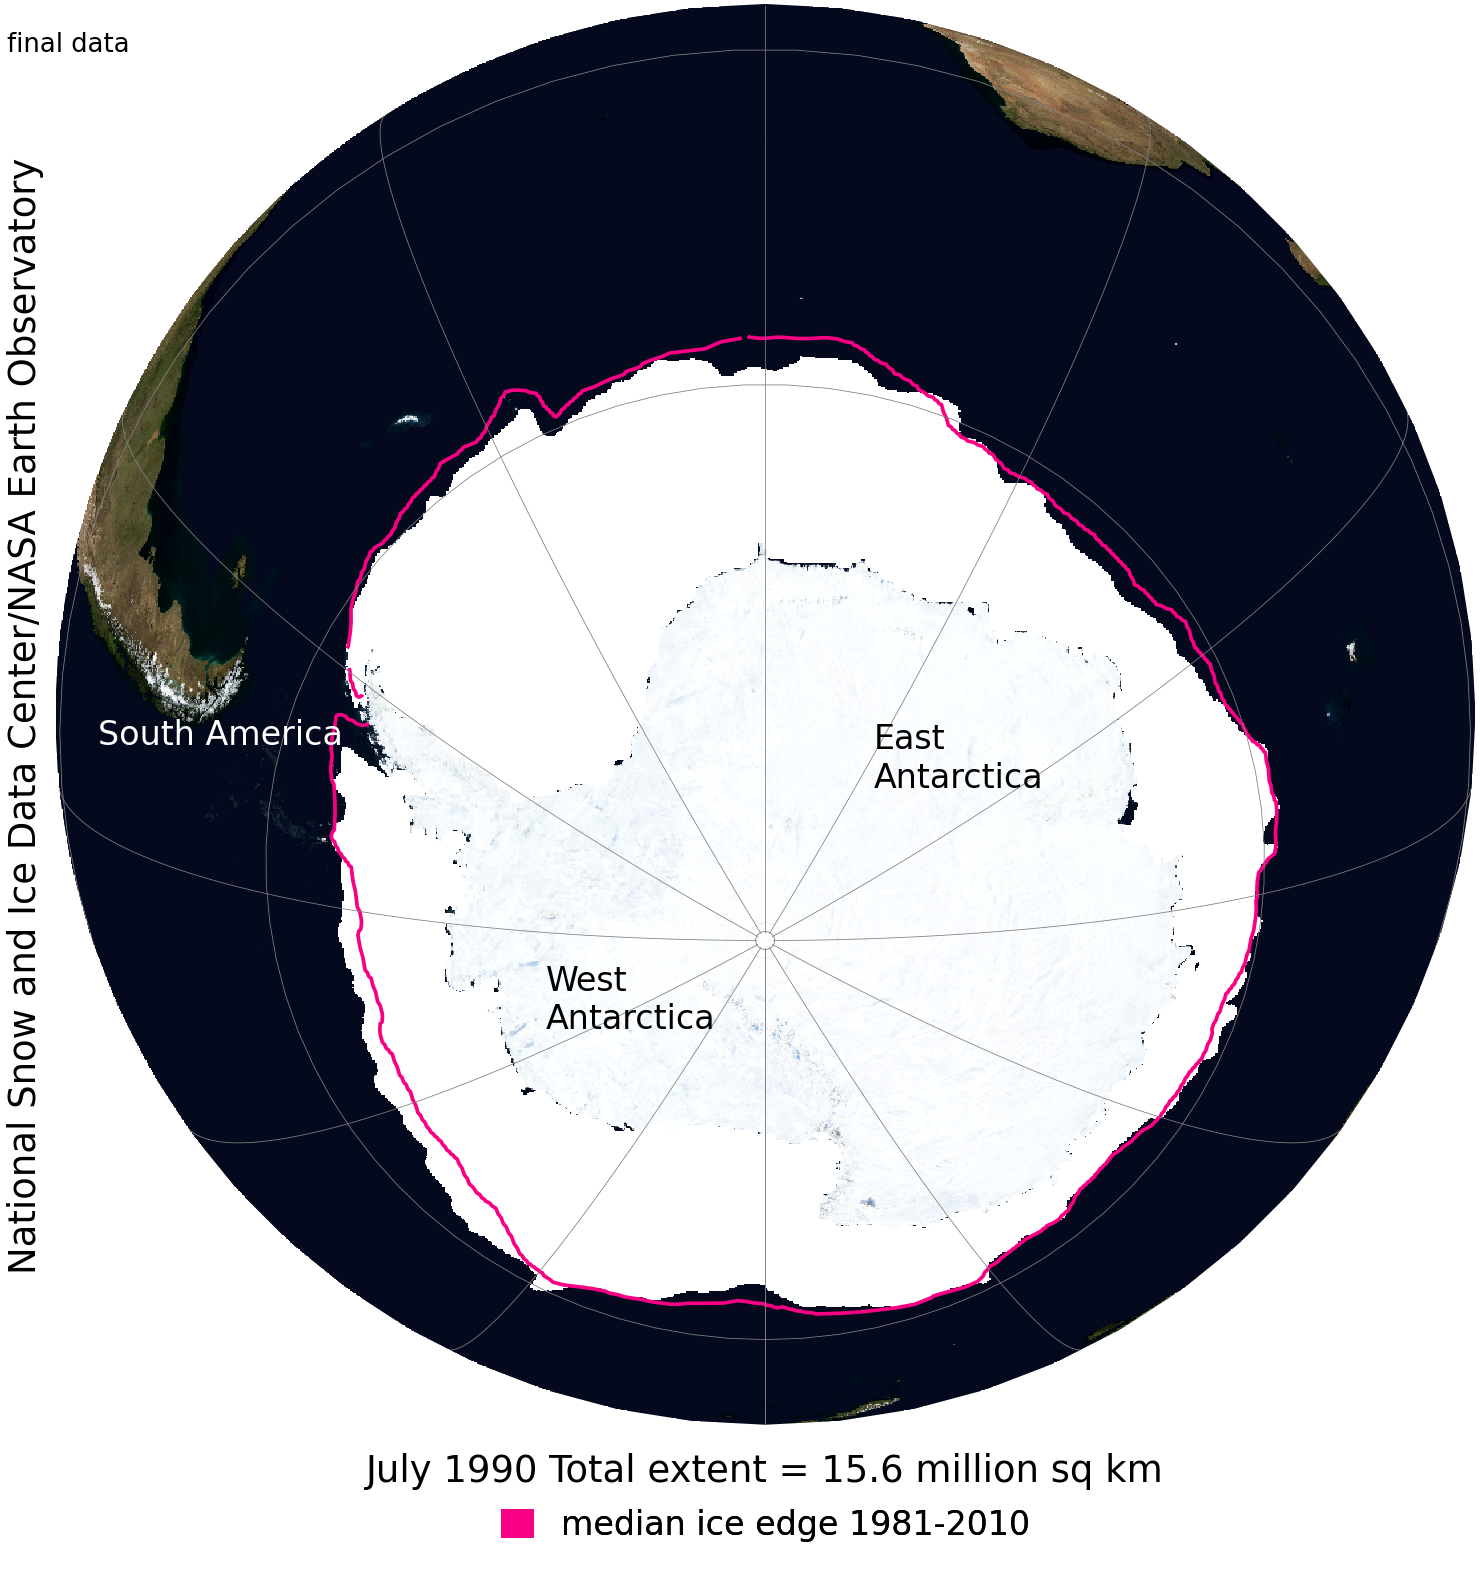 final data
National Snow and Ice Data Center/NASA Earth Observatory
South America
East
Antarctica
West
Antarctica
July 1990 Total extent = 15.6 million sq km
median ice edge 1981-2010